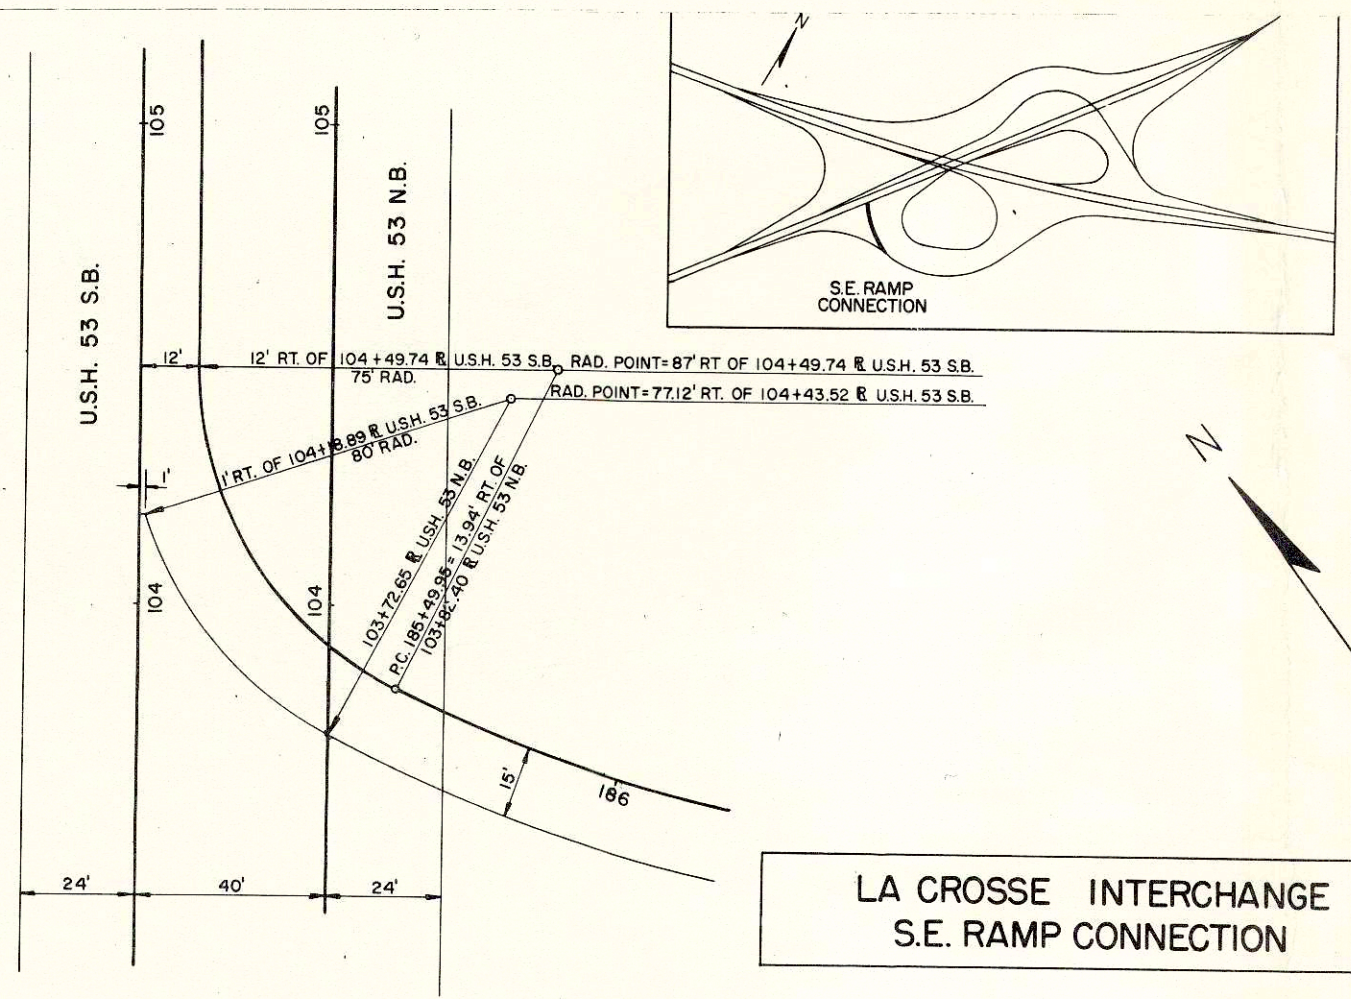 N
105
105
U.S.H. 53 S.B.
U.S.H. 53 N.B.
S.E. RAMP
CONNECTION
12'
12' RT. OF 104+49.74 ⅊ U.S.H. 53 S.B.
75' RAD.
RAD. POINT=87' RT OF 104+49.74 ⅊ U.S.H. 53 S.B.
RAD. POINT=77.12' RT. OF 104+43.52 ⅊ U.S.H. 53 S.B.
1' RT. OF 104+18.89 ⅊ U.S.H. 53 S.B.
80' RAD.
1'
N
103+72.65 ⅊ U.S.H. 53 N.B.
P.C. 185+49.95 = 13.94' RT. OF
103+82.40 ⅊ U.S.H. 53 N.B.
104
104
15'
186
24'
40'
24'
LA CROSSE INTERCHANGE
S.E. RAMP CONNECTION